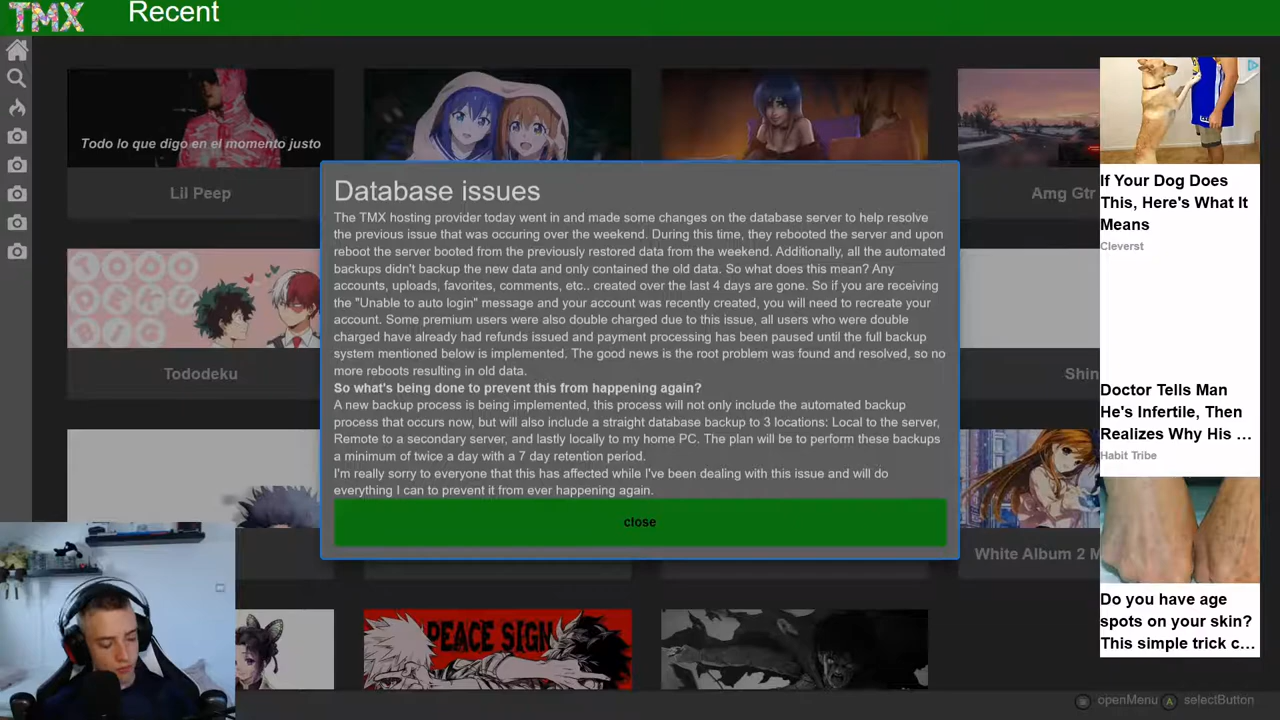 TMX
Recent
Todo lo que digo en el momento justo
Lil Peep
Amg Gtr
Database issues
The TMX hosting provider today went in and made some changes on the database server to help resolve
the previous issue that was occuring over the weekend. During this time, they rebooted the server and upon
reboot the server booted from the previously restored data from the weekend. Additionally, all the automated
backups didn't backup the new data and only contained the old data. So what does this mean? Any
accounts, uploads, favorites, comments, etc.. created over the last 4 days are gone. So if you are receiving
the "Unable to auto login" message and your account was recently created, you will need to recreate your
account. Some premium users were also double charged due to this issue, all users who were double
charged have already had refunds issued and payment processing has been paused until the full backup
system mentioned below is implemented. The good news is the root problem was found and resolved, so no
more reboots resulting in old data.
So what's being done to prevent this from happening again?
A new backup process is being implemented, this process will not only include the automated backup
process that occurs now, but will also include a straight database backup to 3 locations: Local to the server,
Remote to a secondary server, and lastly locally to my home PC. The plan will be to perform these backups
a minimum of twice a day with a 7 day retention period.
I'm really sorry to everyone that this has affected while I've been dealing with this issue and will do
everything I can to prevent it from ever happening again.
close
TODO
BIG
Tododeku
Shin
White Album 2 M
PEACE SIGN
If Your Dog Does
This, Here's What It
Means
Cleverst
Doctor Tells Man
He's Infertile, Then
Realizes Why His ...
Habit Tribe
Do you have age
spots on your skin?
This simple trick c...
openMenu
A selectButton